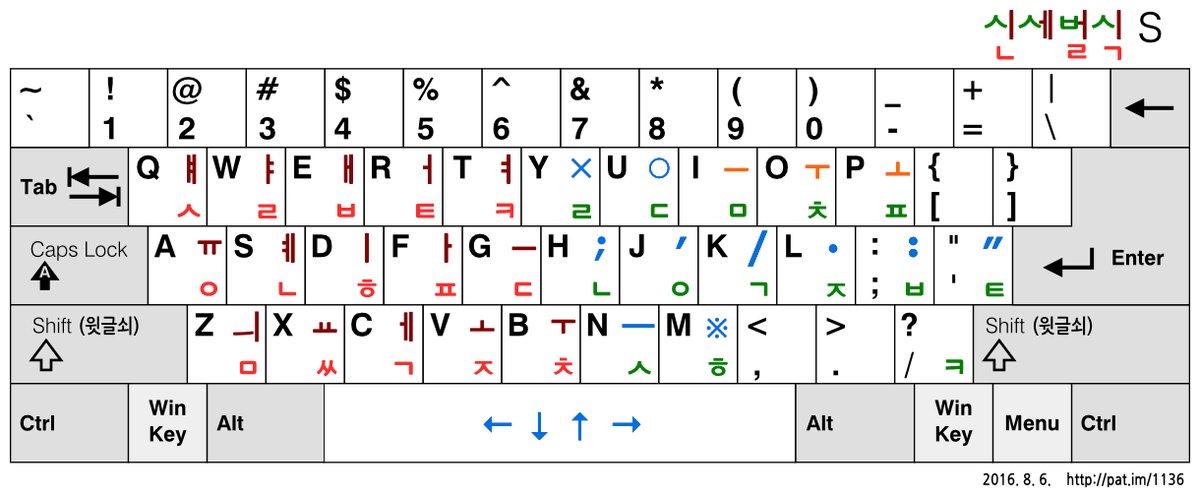 신세벌식 S
~ ! @ # $ % ^ & * ( ) _ + |
` 1 2 3 4 5 6 7 8 9 0 - = \ ←
Tab Q ㅒ W ㅑ E ㅐ R ㅓ T ㅕ Y × U ○ I ㅡ O ㅜ P ㅗ { }
ㅅ ㄹ ㅂ ㅌ ㅋ ㄹ ㄷ ㅁ ㅊ ㅍ [ ]
Caps Lock A ㅠ S ㅖ D ㅣ F ㅏ G ㅡ H ; J ′ K / L · : : " ″ Enter
A ㅇ ㄴ ㅎ ㅍ ㄷ ㄴ ㅇ ㄱ ㅈ ; ㅂ ' ㅌ
Shift (윗글쇠) Z ㅢ X ㅛ C ㅔ V ㅗ B ㅜ N ― M ※ < > ? Shift (윗글쇠)
ㅁ ㅆ ㄱ ㅈ ㅊ ㅅ ㅎ , . / ㅋ
Ctrl Win Key Alt ← ↓ ↑ → Alt Win Key Menu Ctrl
2016. 8. 6. http://pat.im/1136